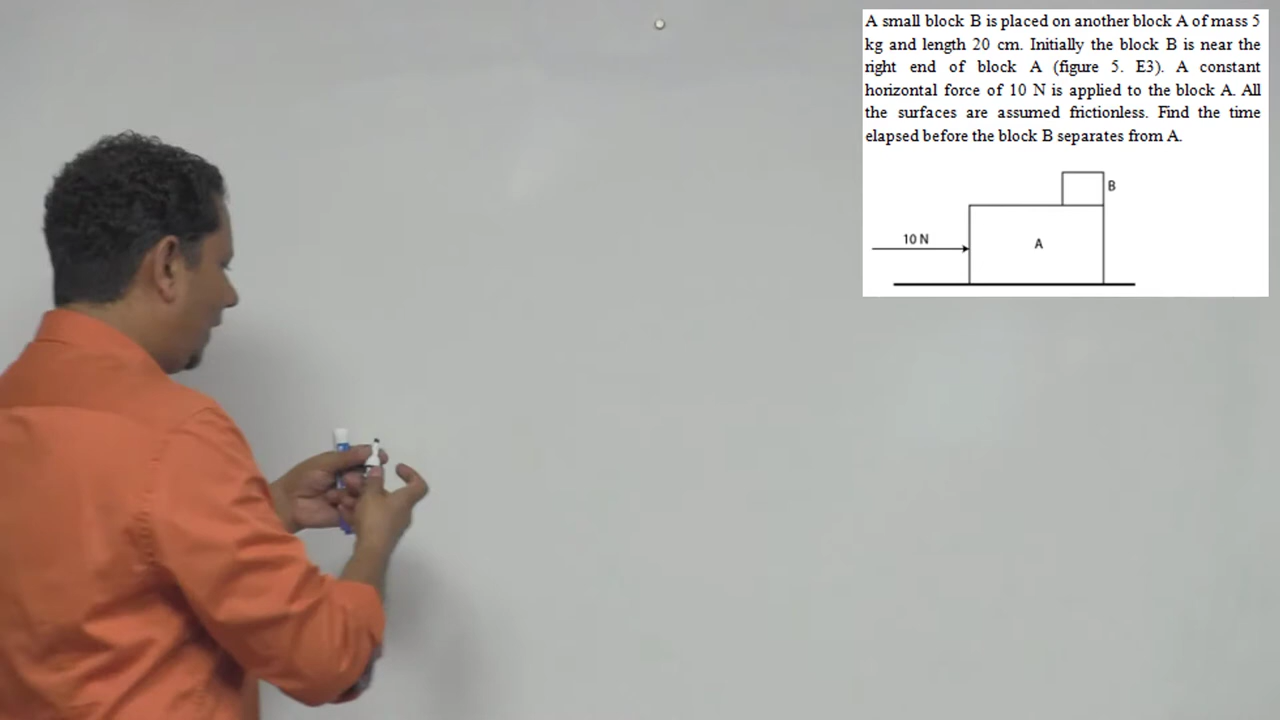 A small block B is placed on another block A of mass 5
kg and length 20 cm. Initially the block B is near the
right end of block A (figure 5. E3). A constant
horizontal force of 10 N is applied to the block A. All
the surfaces are assumed frictionless. Find the time
elapsed before the block B separates from A.
B
10 N
A